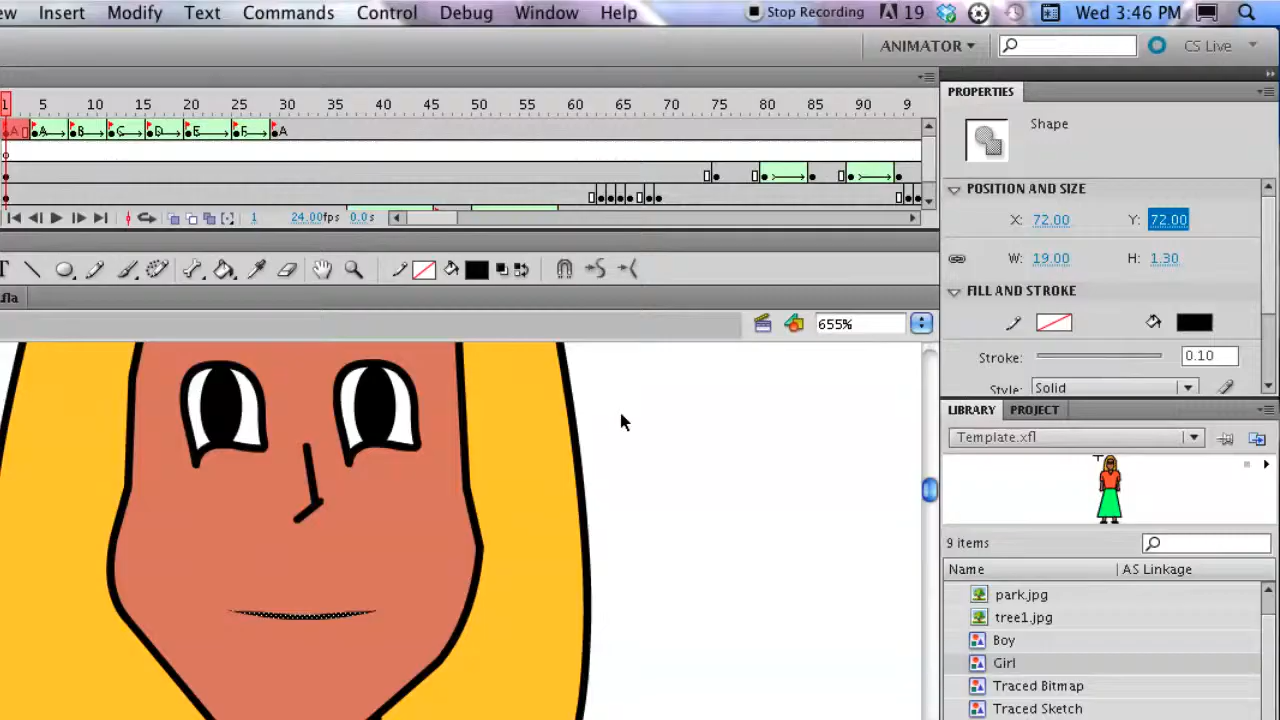 ew Insert Modify Text Commands Control Debug Window Help Stop Recording 19 Wed 3:46 PM
ANIMATOR CS Live
PROPERTIES
1 5 10 15 20 25 30 35 40 45 50 55 60 65 70 75 80 85 90 9
Shape
A A B C D E F A
POSITION AND SIZE
X: 72.00 Y: 72.00
1 24.00fps 0.0s
W: 19.00 H: 1.30
T
FILL AND STROKE
.fla
655%
Stroke: 0.10
Style: Solid
LIBRARY PROJECT
Template.xfl
9 items
Name AS Linkage
park.jpg
tree1.jpg
Boy
Girl
Traced Bitmap
Traced Sketch